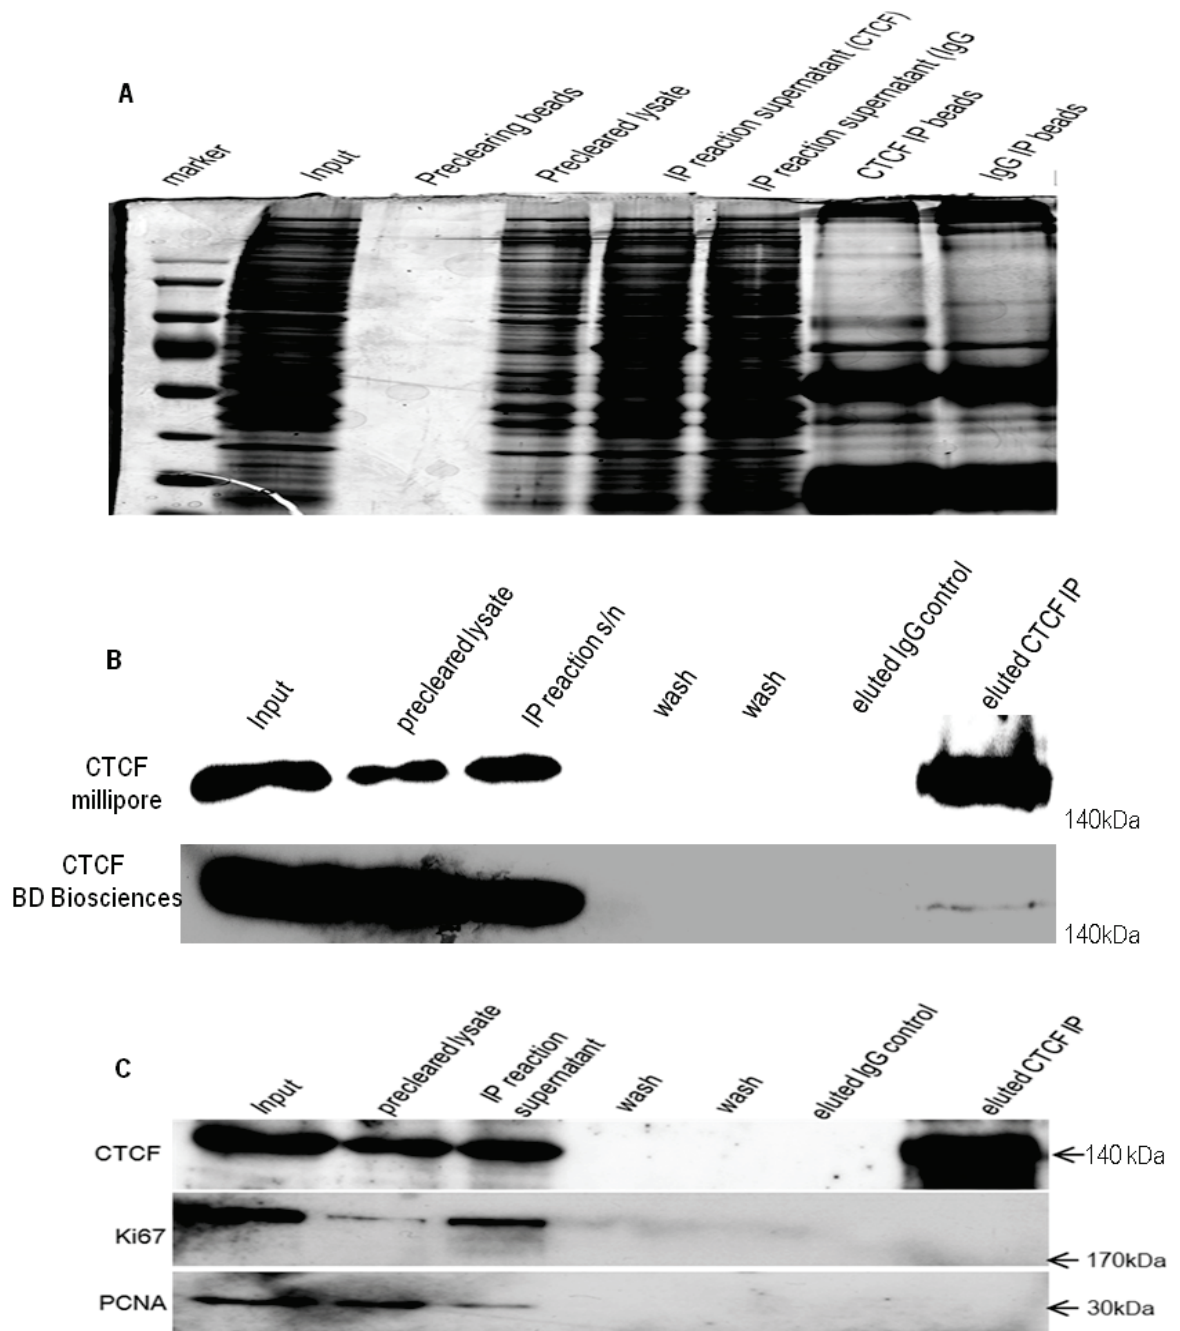 A
marker
Input
Preclearing beads
Precleared lysate
IP reaction supernatant (CTCF)
IP reaction supernatant (IgG
CTCF IP beads
IgG IP beads
B
Input
precleared lysate
IP reaction s/n
wash
wash
eluted IgG control
eluted CTCF IP
CTCF
millipore
140kDa
CTCF
BD Biosciences
140kDa
C
Input
precleared lysate
IP reaction
supernatant
wash
wash
eluted IgG control
eluted CTCF IP
CTCF
140 kDa
Ki67
170kDa
PCNA
30kDa